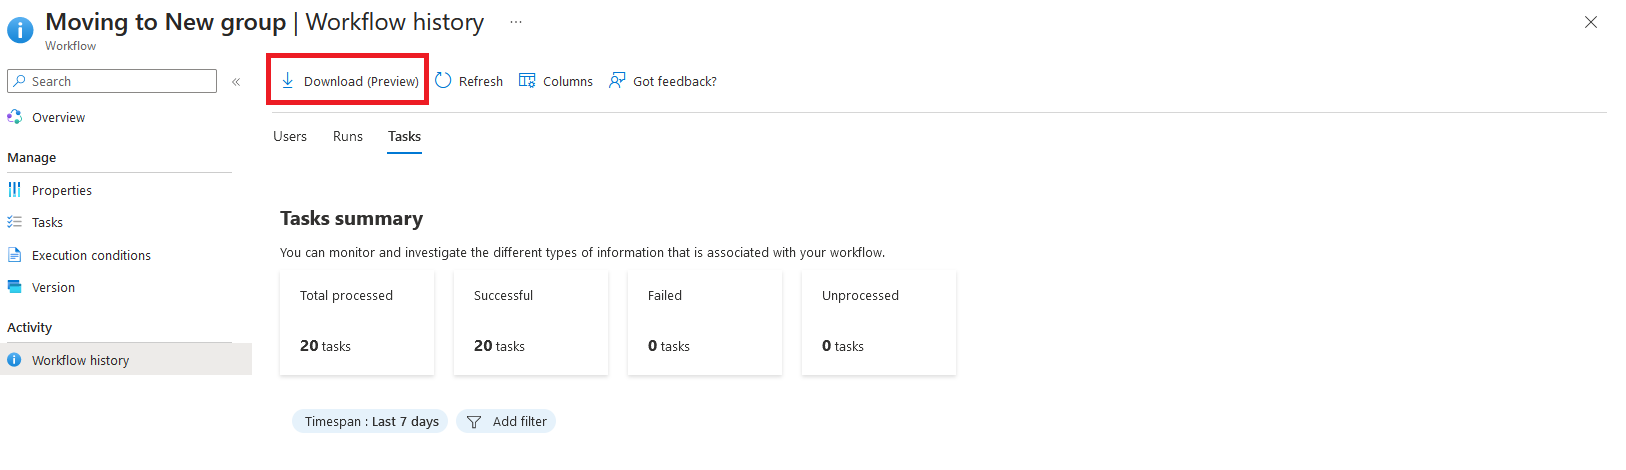 Moving to New group | Workflow history ...
Workflow
Search «
Overview
Manage
Properties
Tasks
Execution conditions
Version
Activity
Workflow history
Download (Preview) Refresh Columns Got feedback?
Users Runs Tasks
Tasks summary
You can monitor and investigate the different types of information that is associated with your workflow.
Total processed Successful Failed Unprocessed
20 tasks 20 tasks 0 tasks 0 tasks
Timespan : Last 7 days Add filter